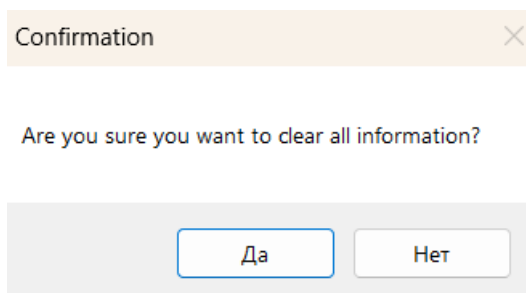 Confirmation
Are you sure you want to clear all information?
Да Нет